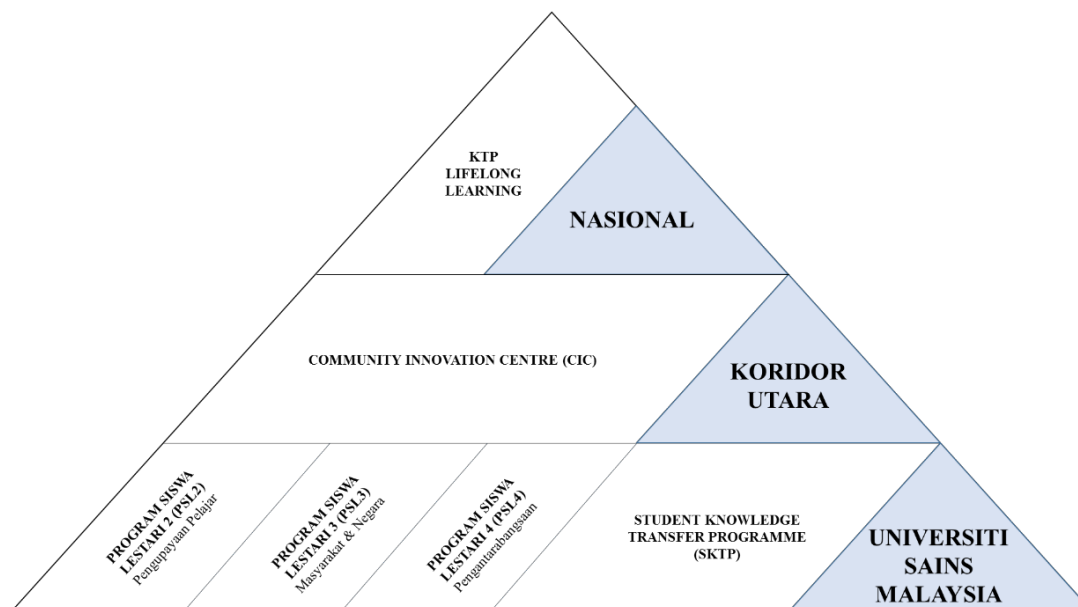 KTP
LIFELONG
LEARNING
NASIONAL
COMMUNITY INNOVATION CENTRE (CIC)
KORIDOR
UTARA
PROGRAM SISWA
LESTARI 2 (PSL2)
Pengupayaan Pelajar
PROGRAM SISWA
LESTARI 3 (PSL3)
Masyarakat & Negara
PROGRAM SISWA
LESTARI 4 (PSL4)
Pengantarabangsaan
STUDENT KNOWLEDGE
TRANSFER PROGRAMME
(SKTP)
UNIVERSITI
SAINS
MALAYSIA